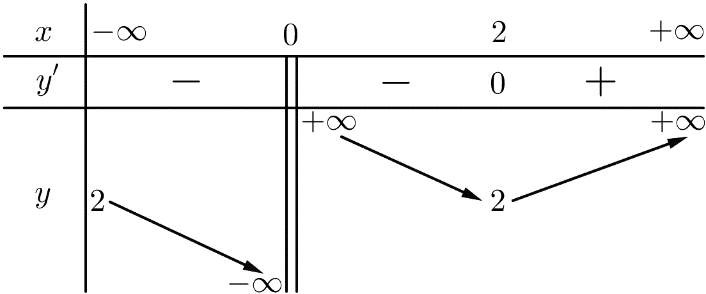 x −∞ 0 2 +∞
y′ − − 0 +
+∞ +∞
y 2 2
−∞